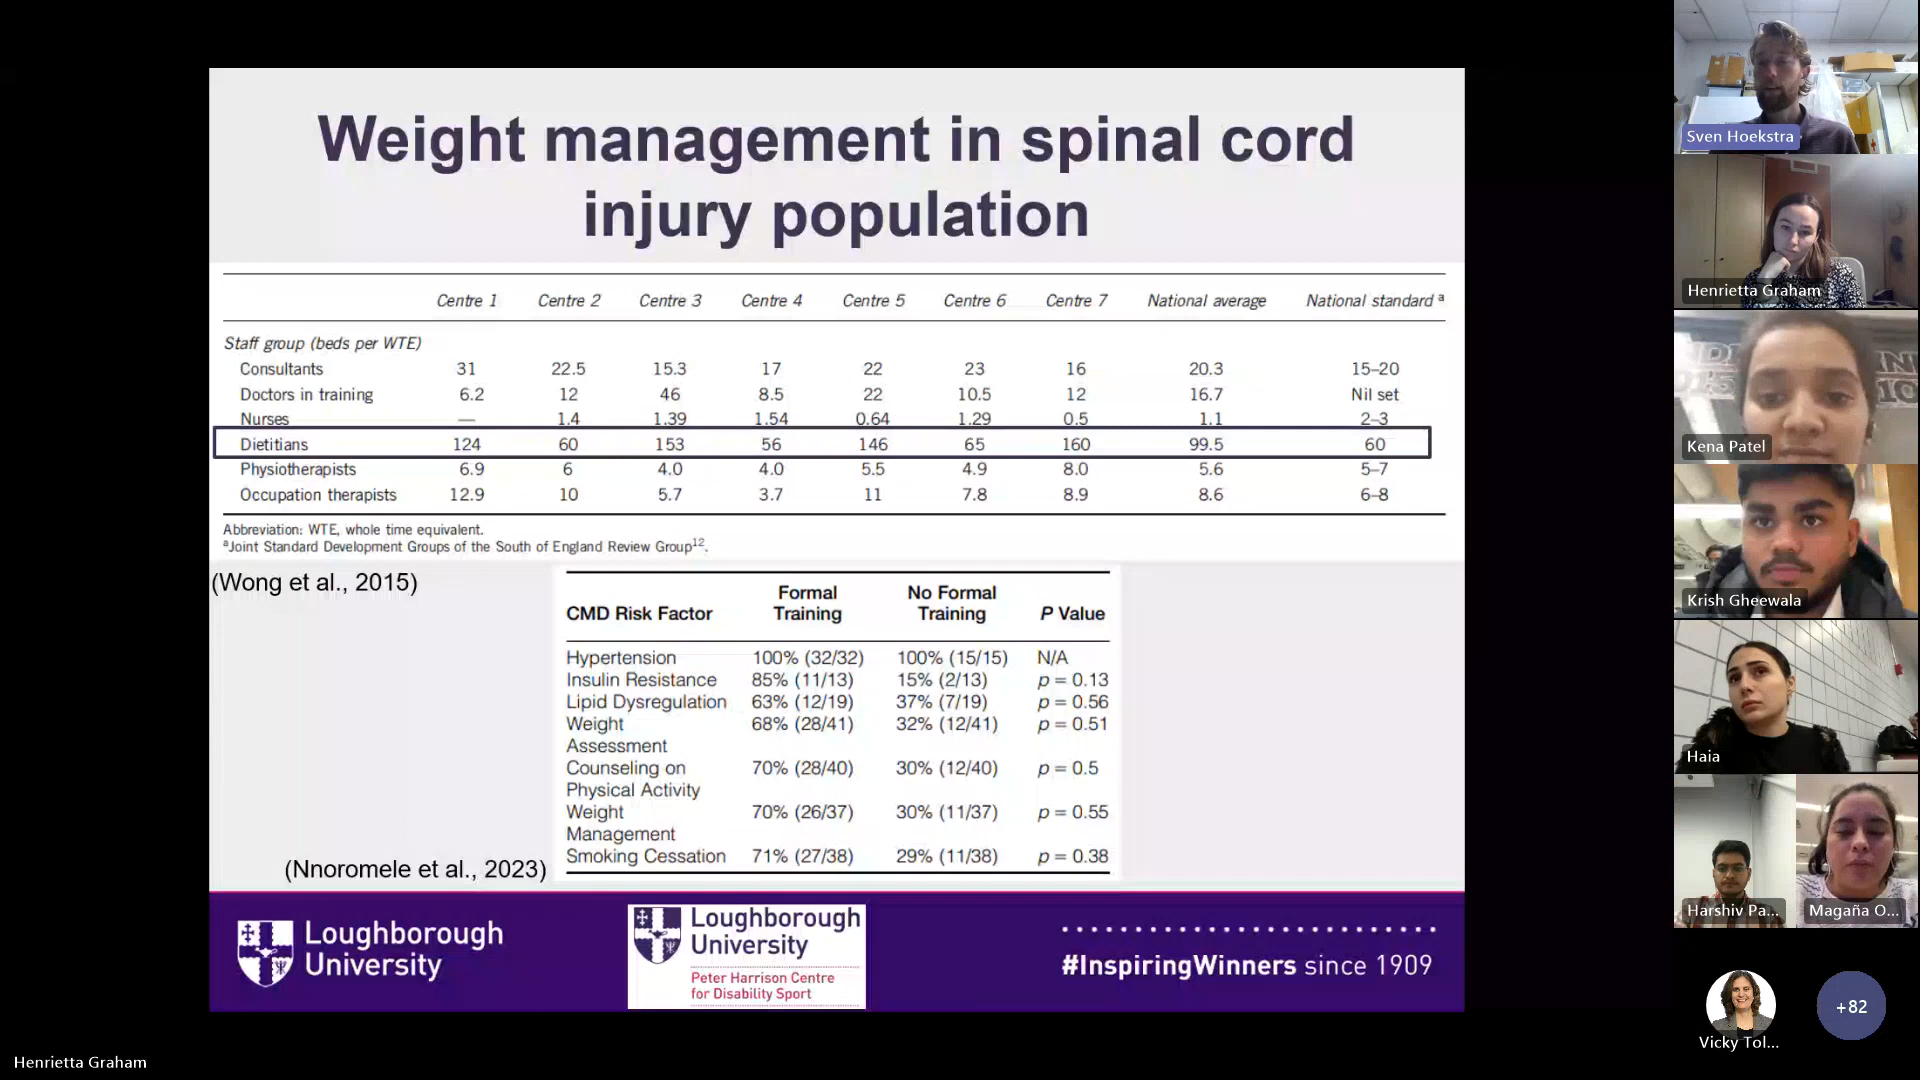 Weight management in spinal cord
injury population
Centre 1 Centre 2 Centre 3 Centre 4 Centre 5 Centre 6 Centre 7 National average National standard a
Staff group (beds per WTE)
Consultants 31 22.5 15.3 17 22 23 16 20.3 15–20
Doctors in training 6.2 12 46 8.5 22 10.5 12 16.7 Nil set
Nurses — 1.4 1.39 1.54 0.64 1.29 0.5 1.1 2–3
Dietitians 124 60 153 56 146 65 160 99.5 60
Physiotherapists 6.9 6 4.0 4.0 5.5 4.9 8.0 5.6 5–7
Occupation therapists 12.9 10 5.7 3.7 11 7.8 8.9 8.6 6–8
Abbreviation: WTE, whole time equivalent.
aJoint Standard Development Groups of the South of England Review Group12.
(Wong et al., 2015)
CMD Risk Factor Formal Training No Formal Training P Value
Hypertension 100% (32/32) 100% (15/15) N/A
Insulin Resistance 85% (11/13) 15% (2/13) p = 0.13
Lipid Dysregulation 63% (12/19) 37% (7/19) p = 0.56
Weight 68% (28/41) 32% (12/41) p = 0.51
Assessment
Counseling on 70% (28/40) 30% (12/40) p = 0.5
Physical Activity
Weight 70% (26/37) 30% (11/37) p = 0.55
Management
Smoking Cessation 71% (27/38) 29% (11/38) p = 0.38
(Nnoromele et al., 2023)
Loughborough
University
Loughborough
University
Peter Harrison Centre
for Disability Sport
#InspiringWinners since 1909
Henrietta Graham
Sven Hoekstra
Henrietta Graham
Kena Patel
Krish Gheewala
Haia
Harshiv Pa...
Magaña O...
Vicky Tol...
+82